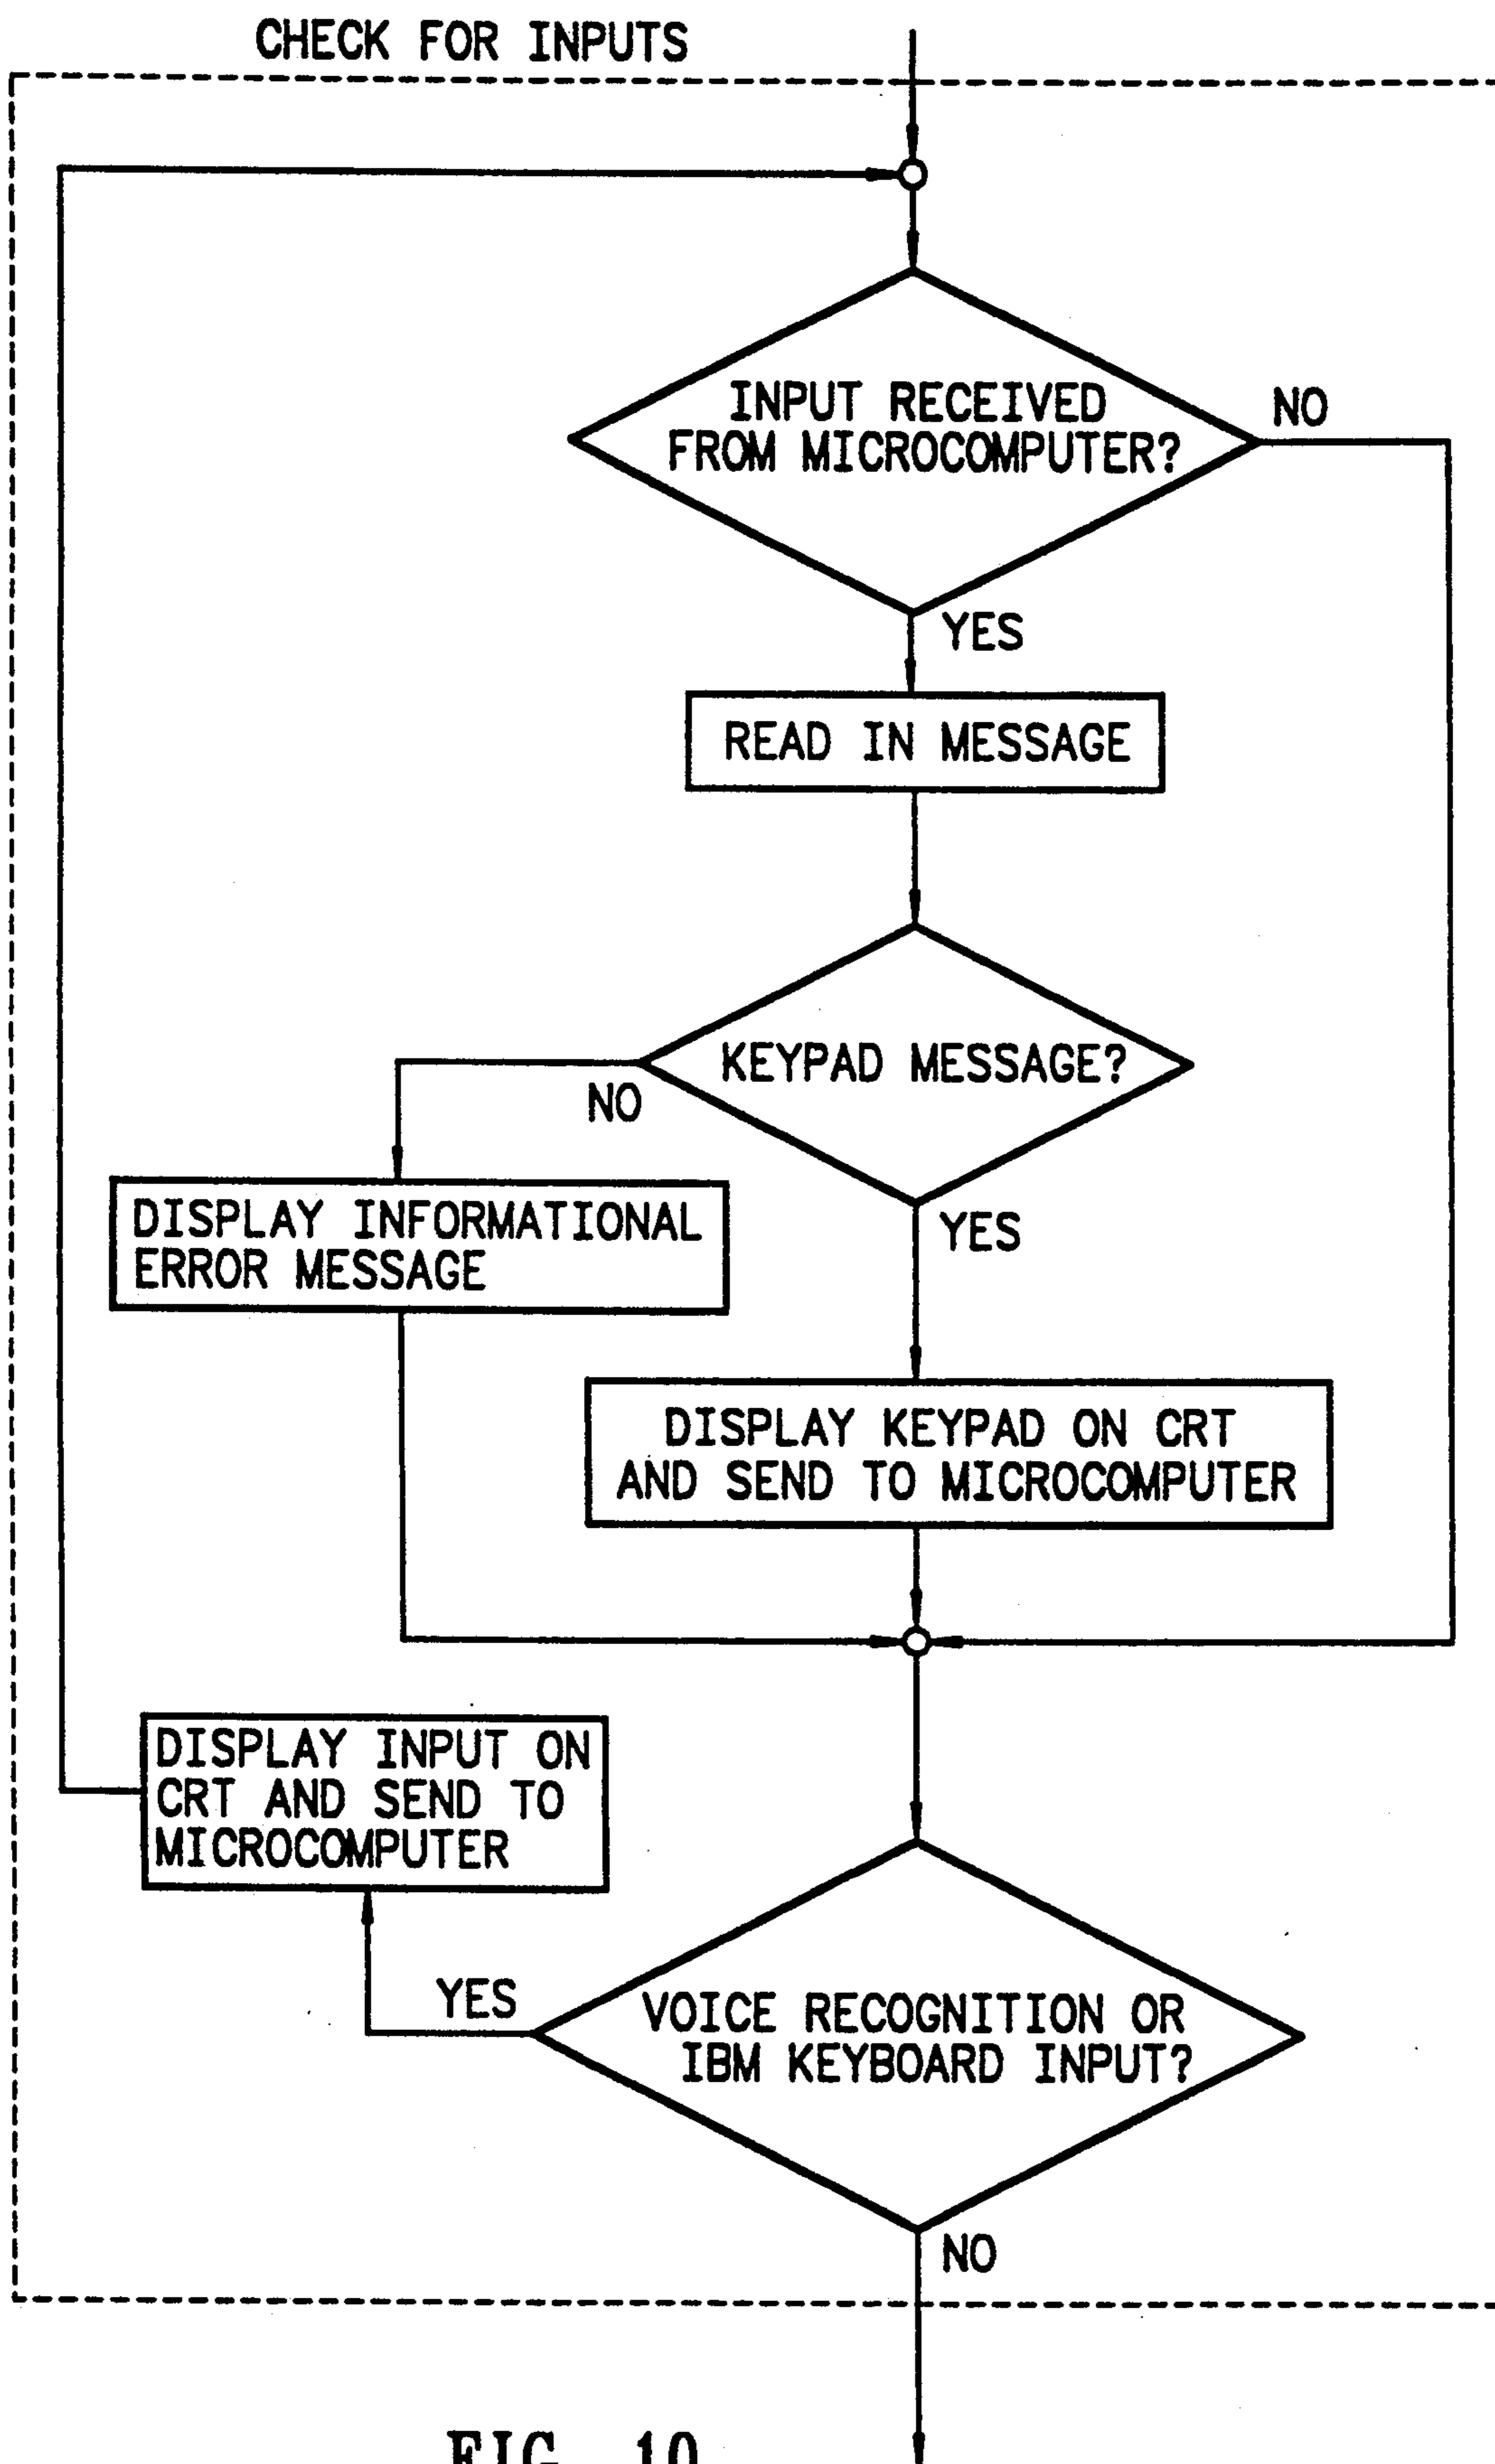 CHECK FOR INPUTS
INPUT RECEIVED
FROM MICROCOMPUTER?
NO
YES
READ IN MESSAGE
KEYPAD MESSAGE?
NO
DISPLAY INFORMATIONAL
ERROR MESSAGE
YES
DISPLAY KEYPAD ON CRT
AND SEND TO MICROCOMPUTER
DISPLAY INPUT ON
CRT AND SEND TO
MICROCOMPUTER
YES
VOICE RECOGNITION OR
IBM KEYBOARD INPUT?
NO
FIG. 10